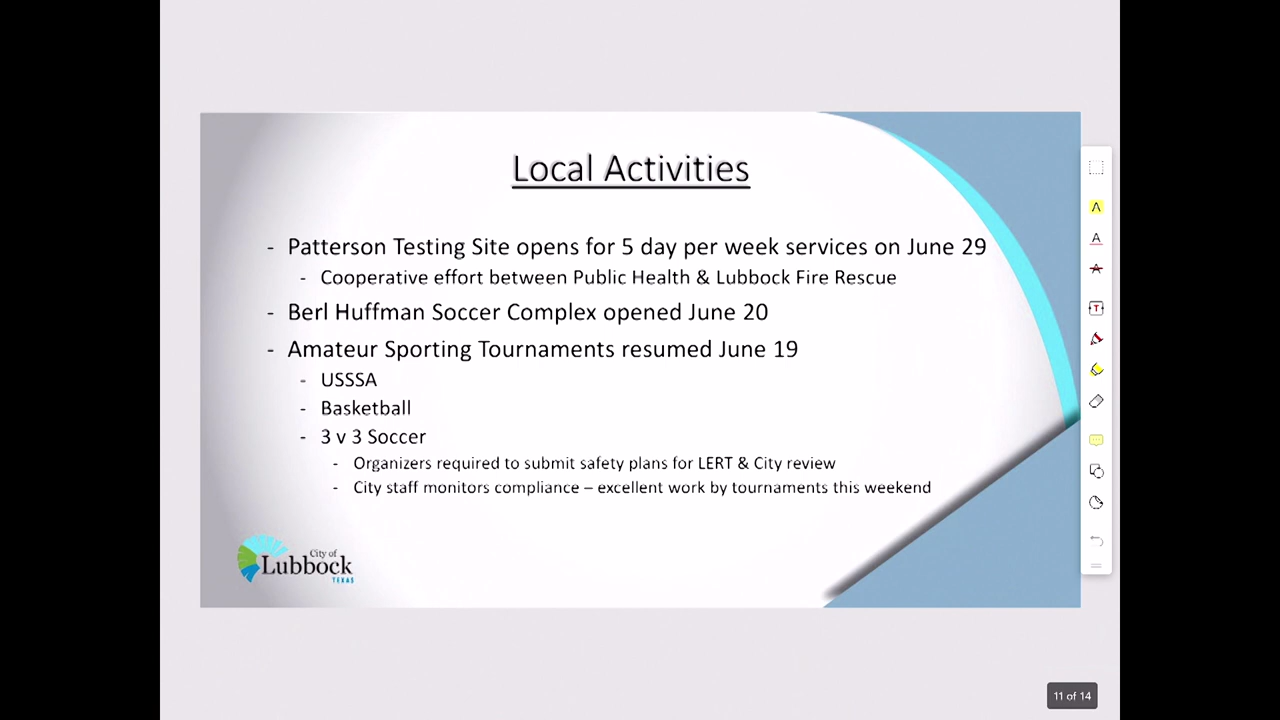 Local Activities
- Patterson Testing Site opens for 5 day per week services on June 29
- Cooperative effort between Public Health & Lubbock Fire Rescue
- Berl Huffman Soccer Complex opened June 20
- Amateur Sporting Tournaments resumed June 19
- USSSA
- Basketball
- 3 v 3 Soccer
- Organizers required to submit safety plans for LERT & City review
- City staff monitors compliance – excellent work by tournaments this weekend
City of
Lubbock
TEXAS
A
A
A
T
11 of 14